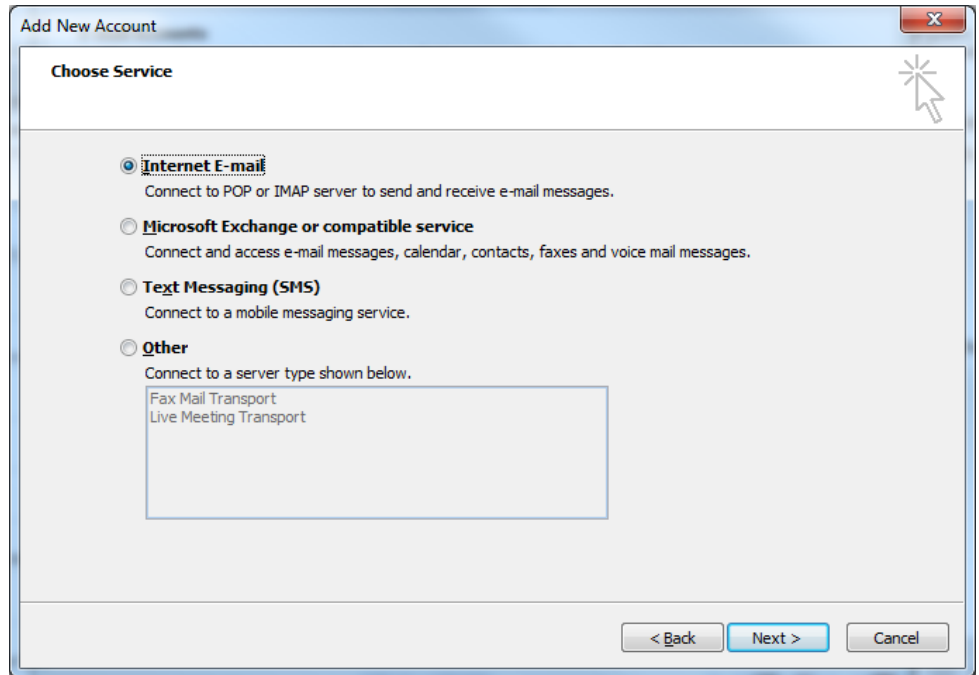 Add New Account
Choose Service
Internet E-mail
Connect to POP or IMAP server to send and receive e-mail messages.
Microsoft Exchange or compatible service
Connect and access e-mail messages, calendar, contacts, faxes and voice mail messages.
Text Messaging (SMS)
Connect to a mobile messaging service.
Other
Connect to a server type shown below.
Fax Mail Transport
Live Meeting Transport
< Back Next > Cancel